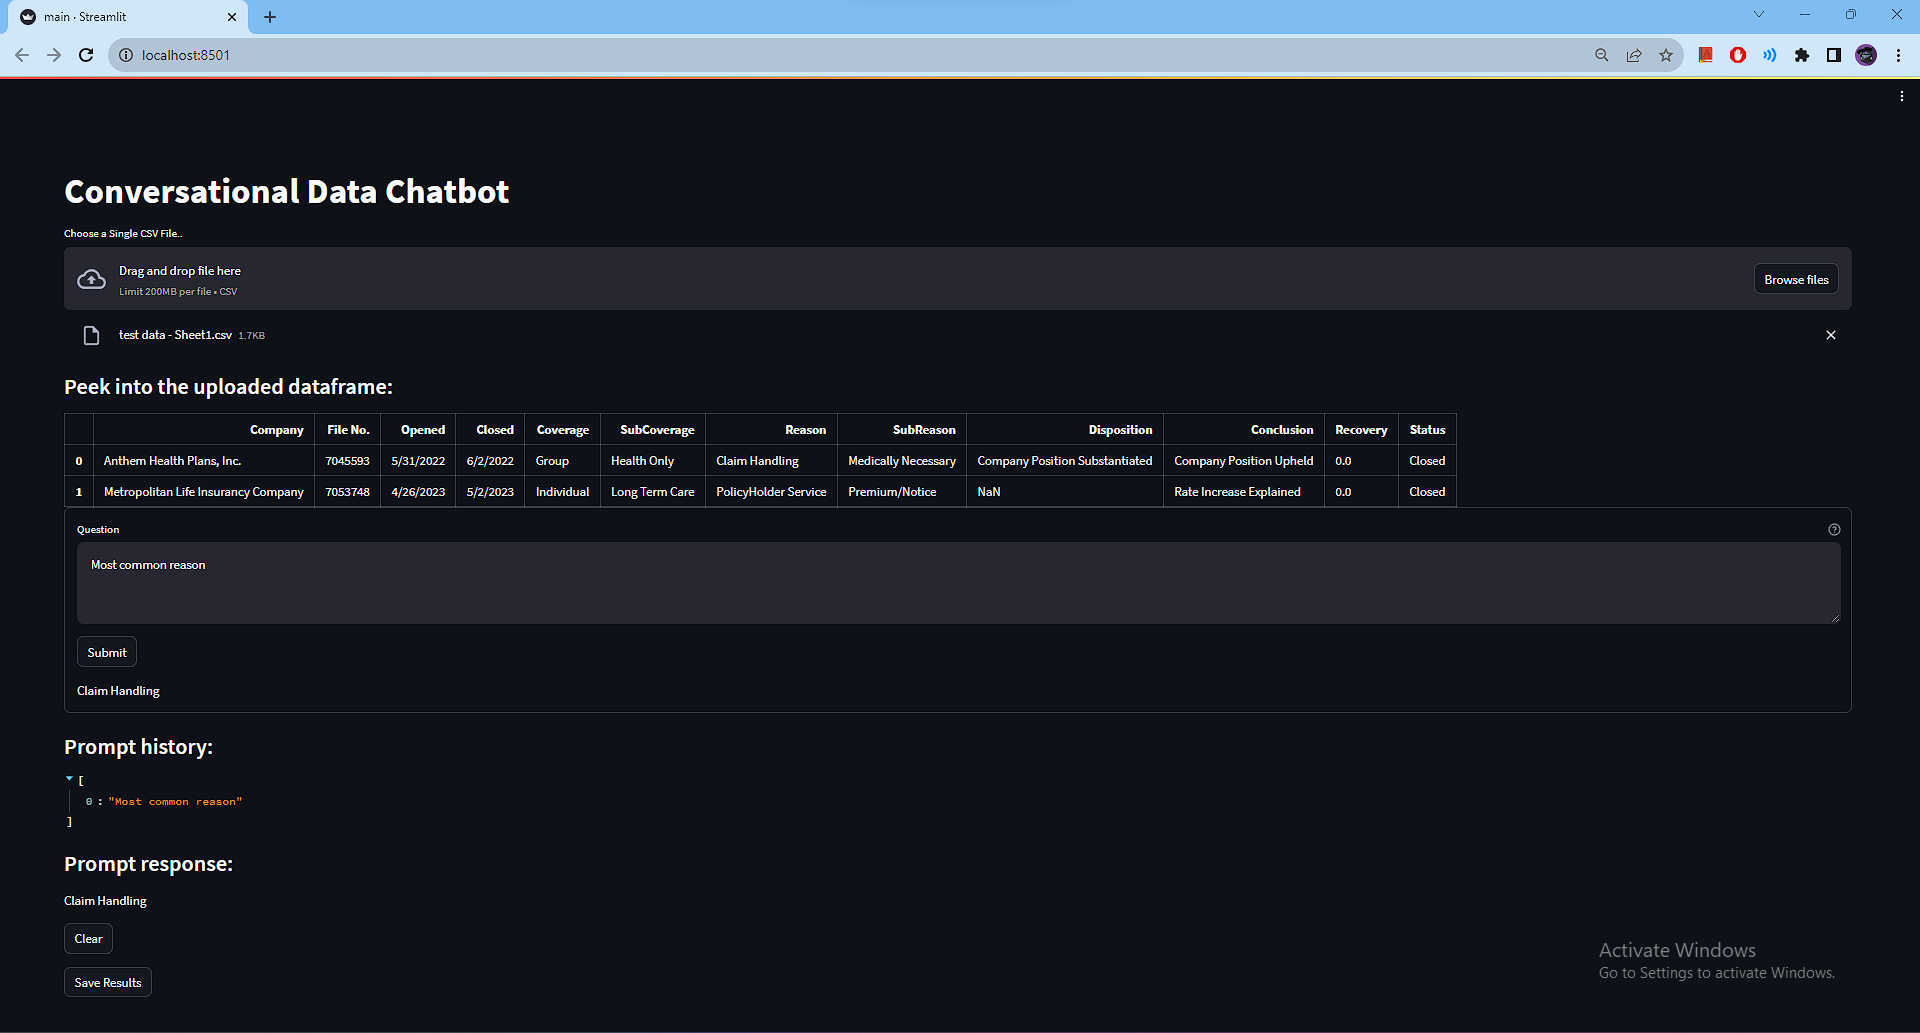 main · Streamlit
localhost:8501
Conversational Data Chatbot
Choose a Single CSV File..
Drag and drop file here
Limit 200MB per file • CSV
Browse files
test data - Sheet1.csv 1.7KB
Peek into the uploaded dataframe:
Company File No. Opened Closed Coverage SubCoverage Reason SubReason Disposition Conclusion Recovery Status
0 Anthem Health Plans, Inc. 7045593 5/31/2022 6/2/2022 Group Health Only Claim Handling Medically Necessary Company Position Substantiated Company Position Upheld 0.0 Closed
1 Metropolitan Life Insurancy Company 7053748 4/26/2023 5/2/2023 Individual Long Term Care PolicyHolder Service Premium/Notice NaN Rate Increase Explained 0.0 Closed
Question
Most common reason
Submit
Claim Handling
Prompt history:
[
0 : "Most common reason"
]
Prompt response:
Claim Handling
Clear
Save Results
Activate Windows
Go to Settings to activate Windows.